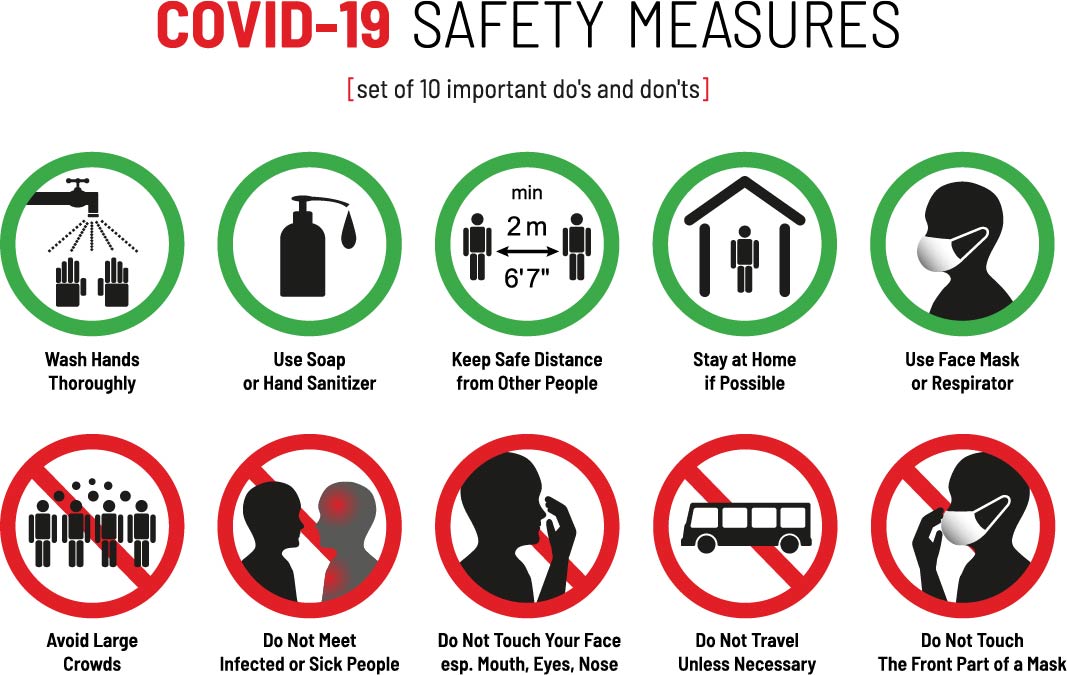 COVID-19 SAFETY MEASURES
[set of 10 important do's and don'ts]
min
2 m
6'7"
Wash Hands
Thoroughly
Use Soap
or Hand Sanitizer
Keep Safe Distance
from Other People
Stay at Home
if Possible
Use Face Mask
or Respirator
Avoid Large
Crowds
Do Not Meet
Infected or Sick People
Do Not Touch Your Face
esp. Mouth, Eyes, Nose
Do Not Travel
Unless Necessary
Do Not Touch
The Front Part of a Mask